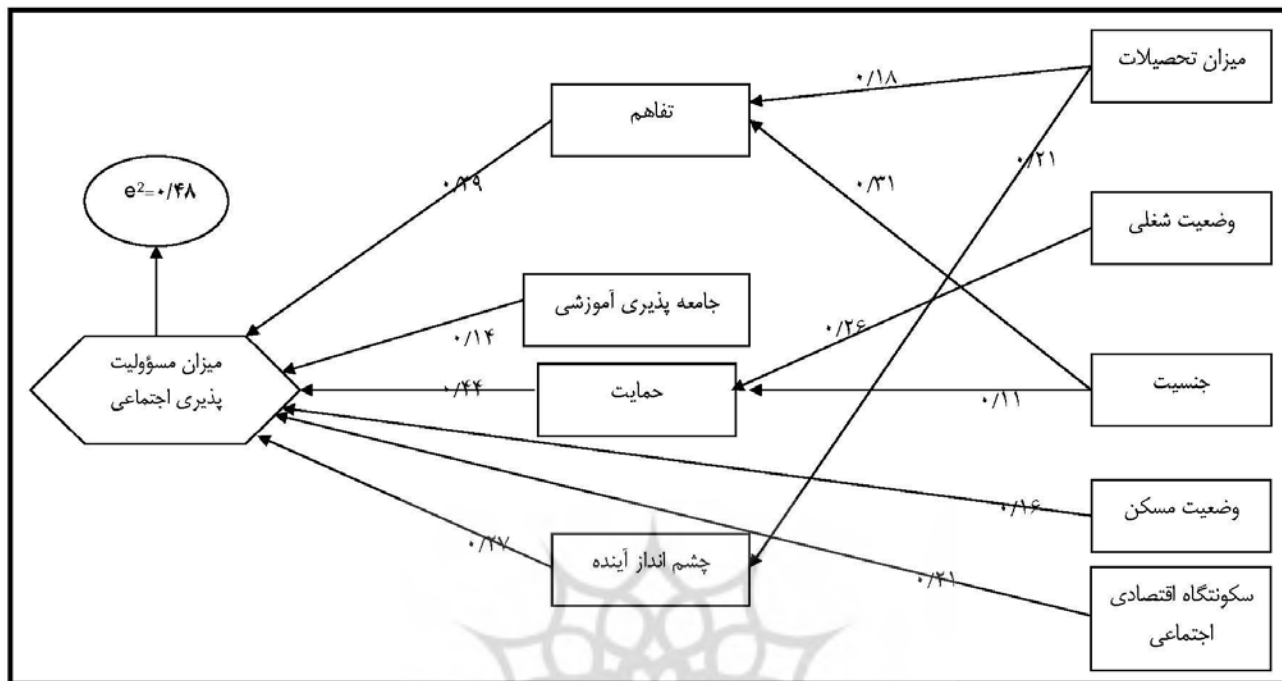 میزان تحصیلات
۰/۱۸
تفاهم
۰/۲۱
e²=۰/۴۸
۰/۳۱
وضعیت شغلی
جامعه پذیری آموزشی
۰/۲۶
۰/۱۴
میزان مسؤولیت
پذیری اجتماعی
جنسیت
۰/۱۱
حمایت
۰/۴۴
وضعیت مسکن
۰/۱۶
چشم انداز آینده
۰/۲۷
۰/۲۱
سکونتگاه اقتصادی
اجتماعی